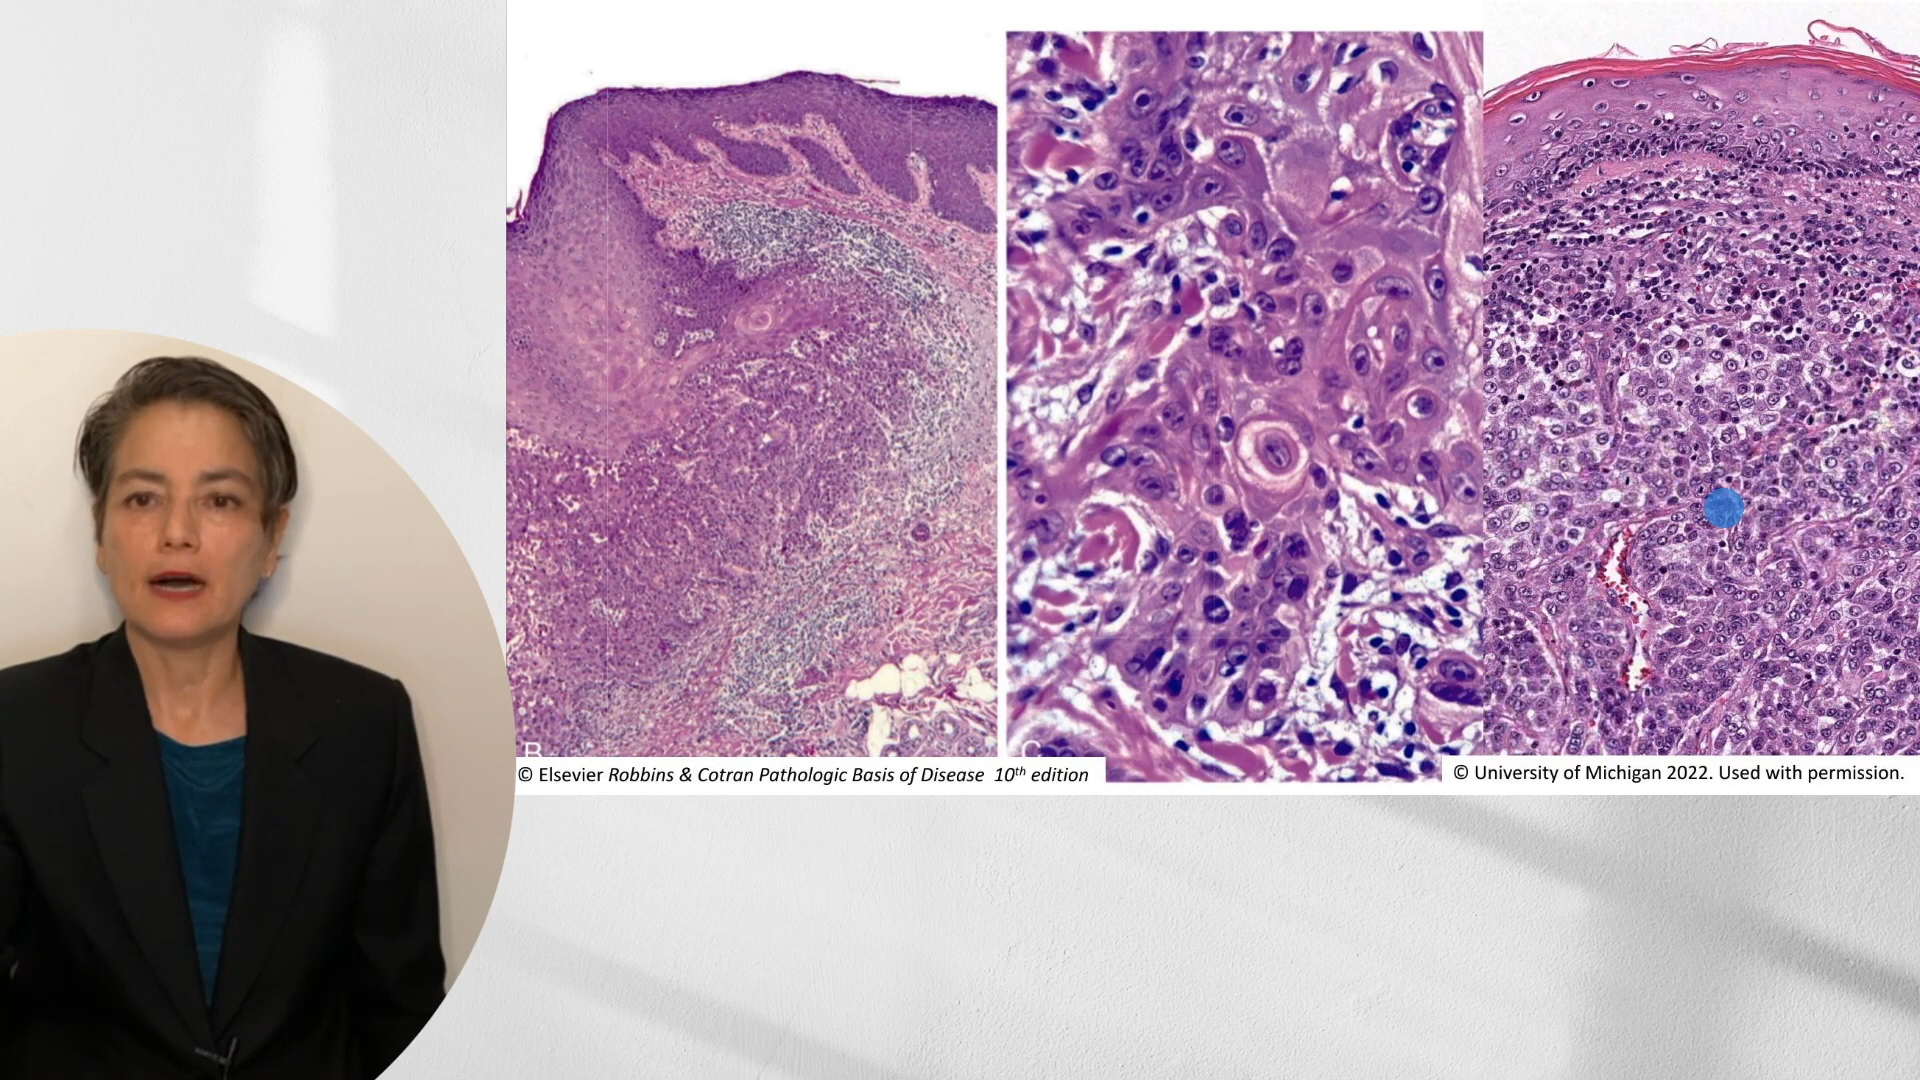 B
C
© Elsevier Robbins & Cotran Pathologic Basis of Disease 10th edition
© University of Michigan 2022. Used with permission.